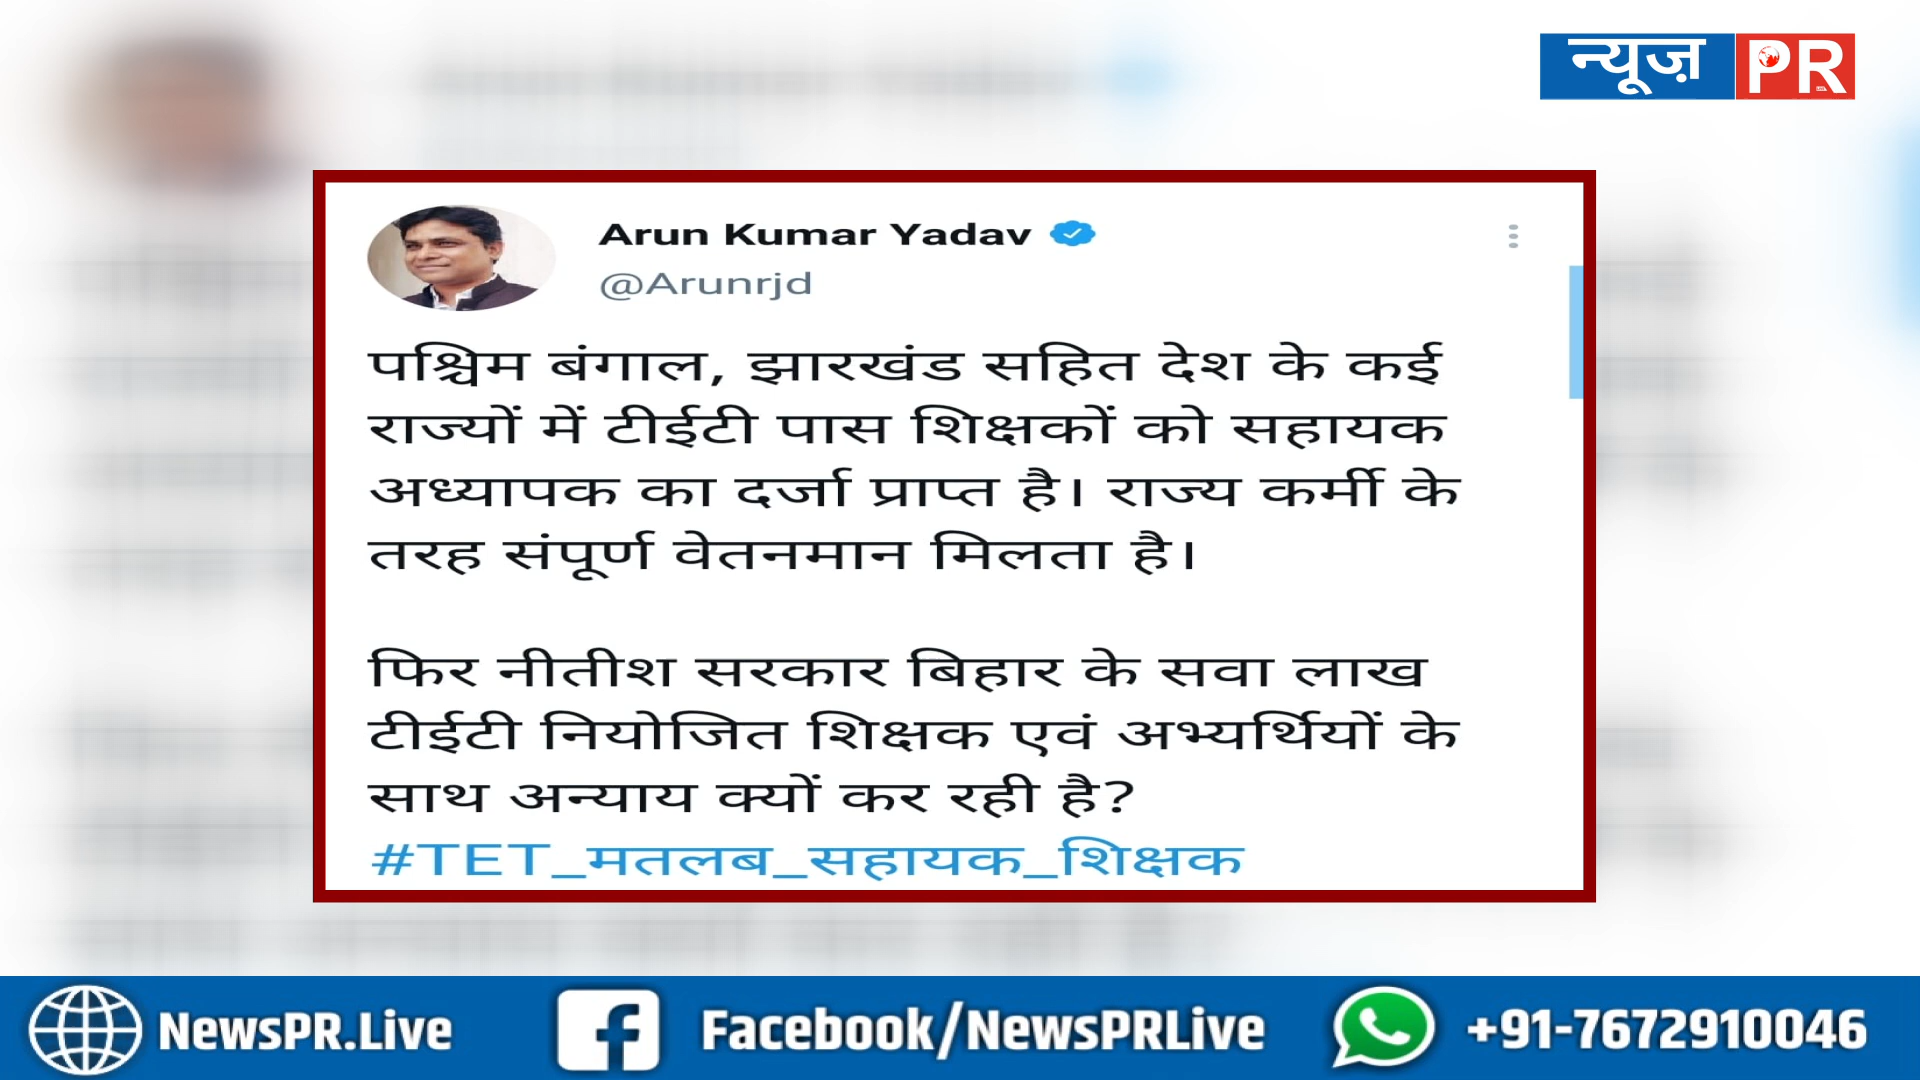 न्यूज़ PR
Arun Kumar Yadav
@Arunrjd
पश्चिम बंगाल, झारखंड सहित देश के कई
राज्यों में टीईटी पास शिक्षकों को सहायक
अध्यापक का दर्जा प्राप्त है। राज्य कर्मी के
तरह संपूर्ण वेतनमान मिलता है।
फिर नीतीश सरकार बिहार के सवा लाख
टीईटी नियोजित शिक्षक एवं अभ्यर्थियों के
साथ अन्याय क्यों कर रही है?
#TET_मतलब_सहायक_शिक्षक
NewsPR.Live Facebook/NewsPRLive +91-7672910046